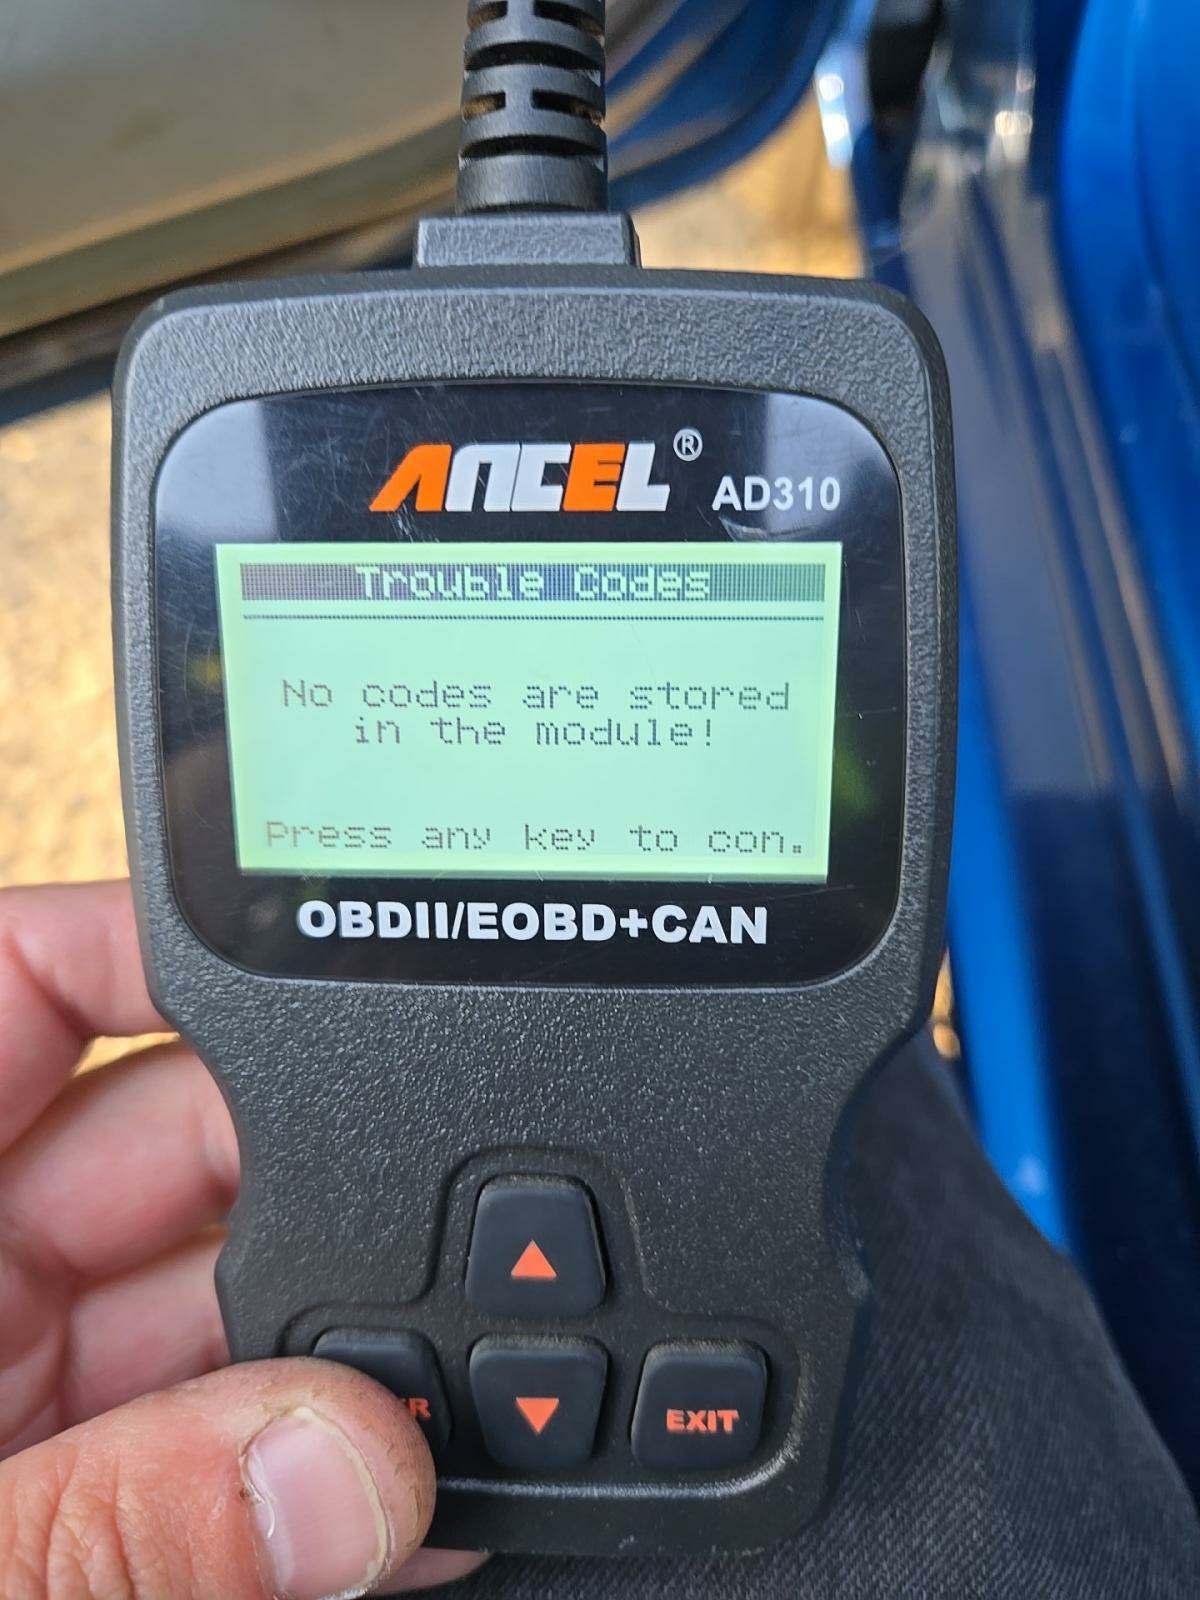 ANCEL® AD310
Trouble Codes
No codes are stored
in the module!
Press any key to con.
OBDII/EOBD+CAN
EXIT